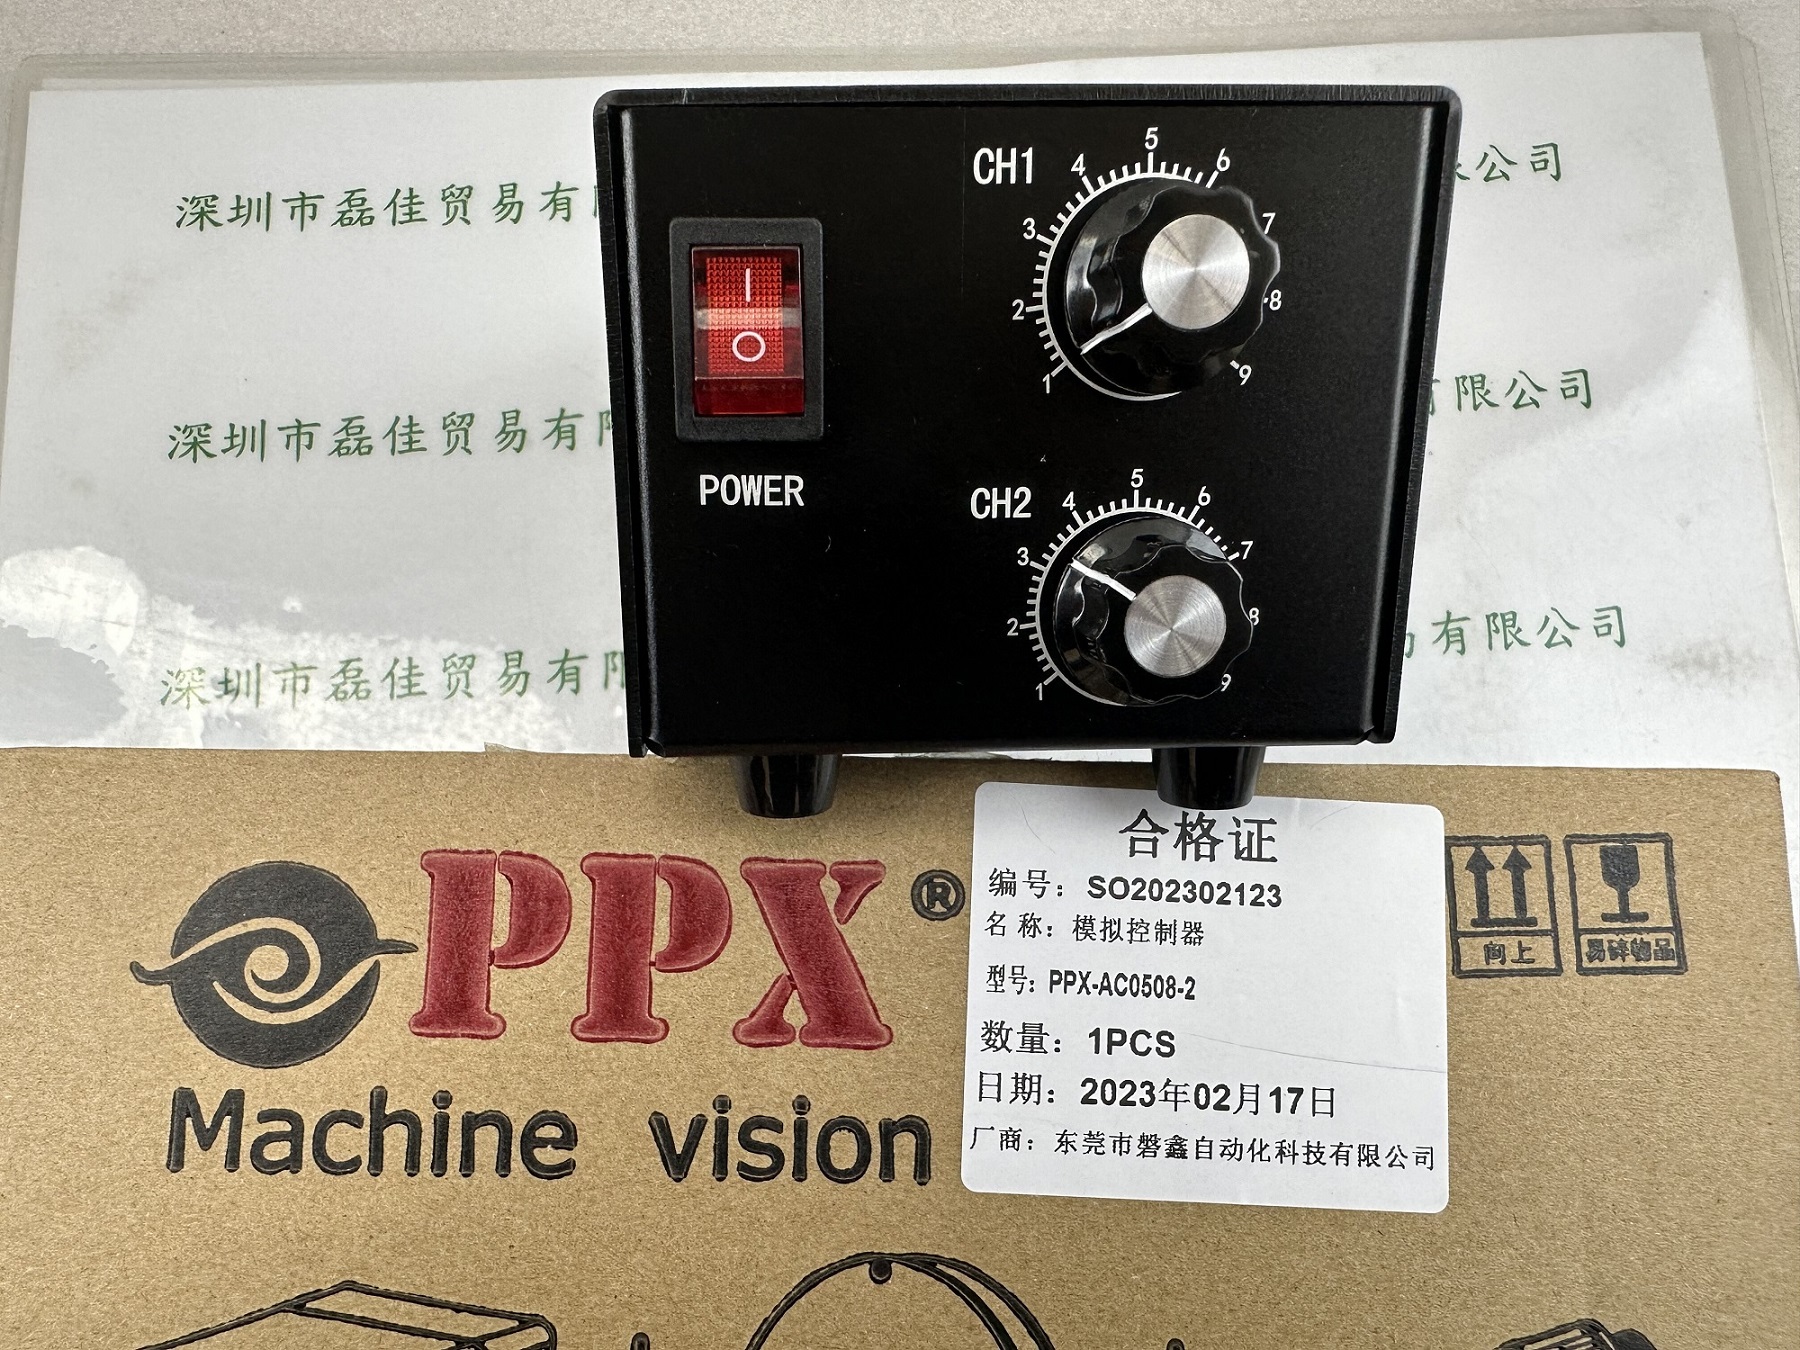 深圳市磊佳贸易有
限公司
深圳市磊佳贸易有
有限公司
深圳市磊佳贸易有
有限公司
CH1
1 2 3 4 5 6 7 8 9
POWER
CH2
1 2 3 4 5 6 7 8 9
PPX®
Machine vision
合格证
编号：SO202302123
名称：模拟控制器
型号：PPX-AC0508-2
数量：1PCS
日期：2023年02月17日
厂商：东莞市磐鑫自动化科技有限公司
向上
易碎物品